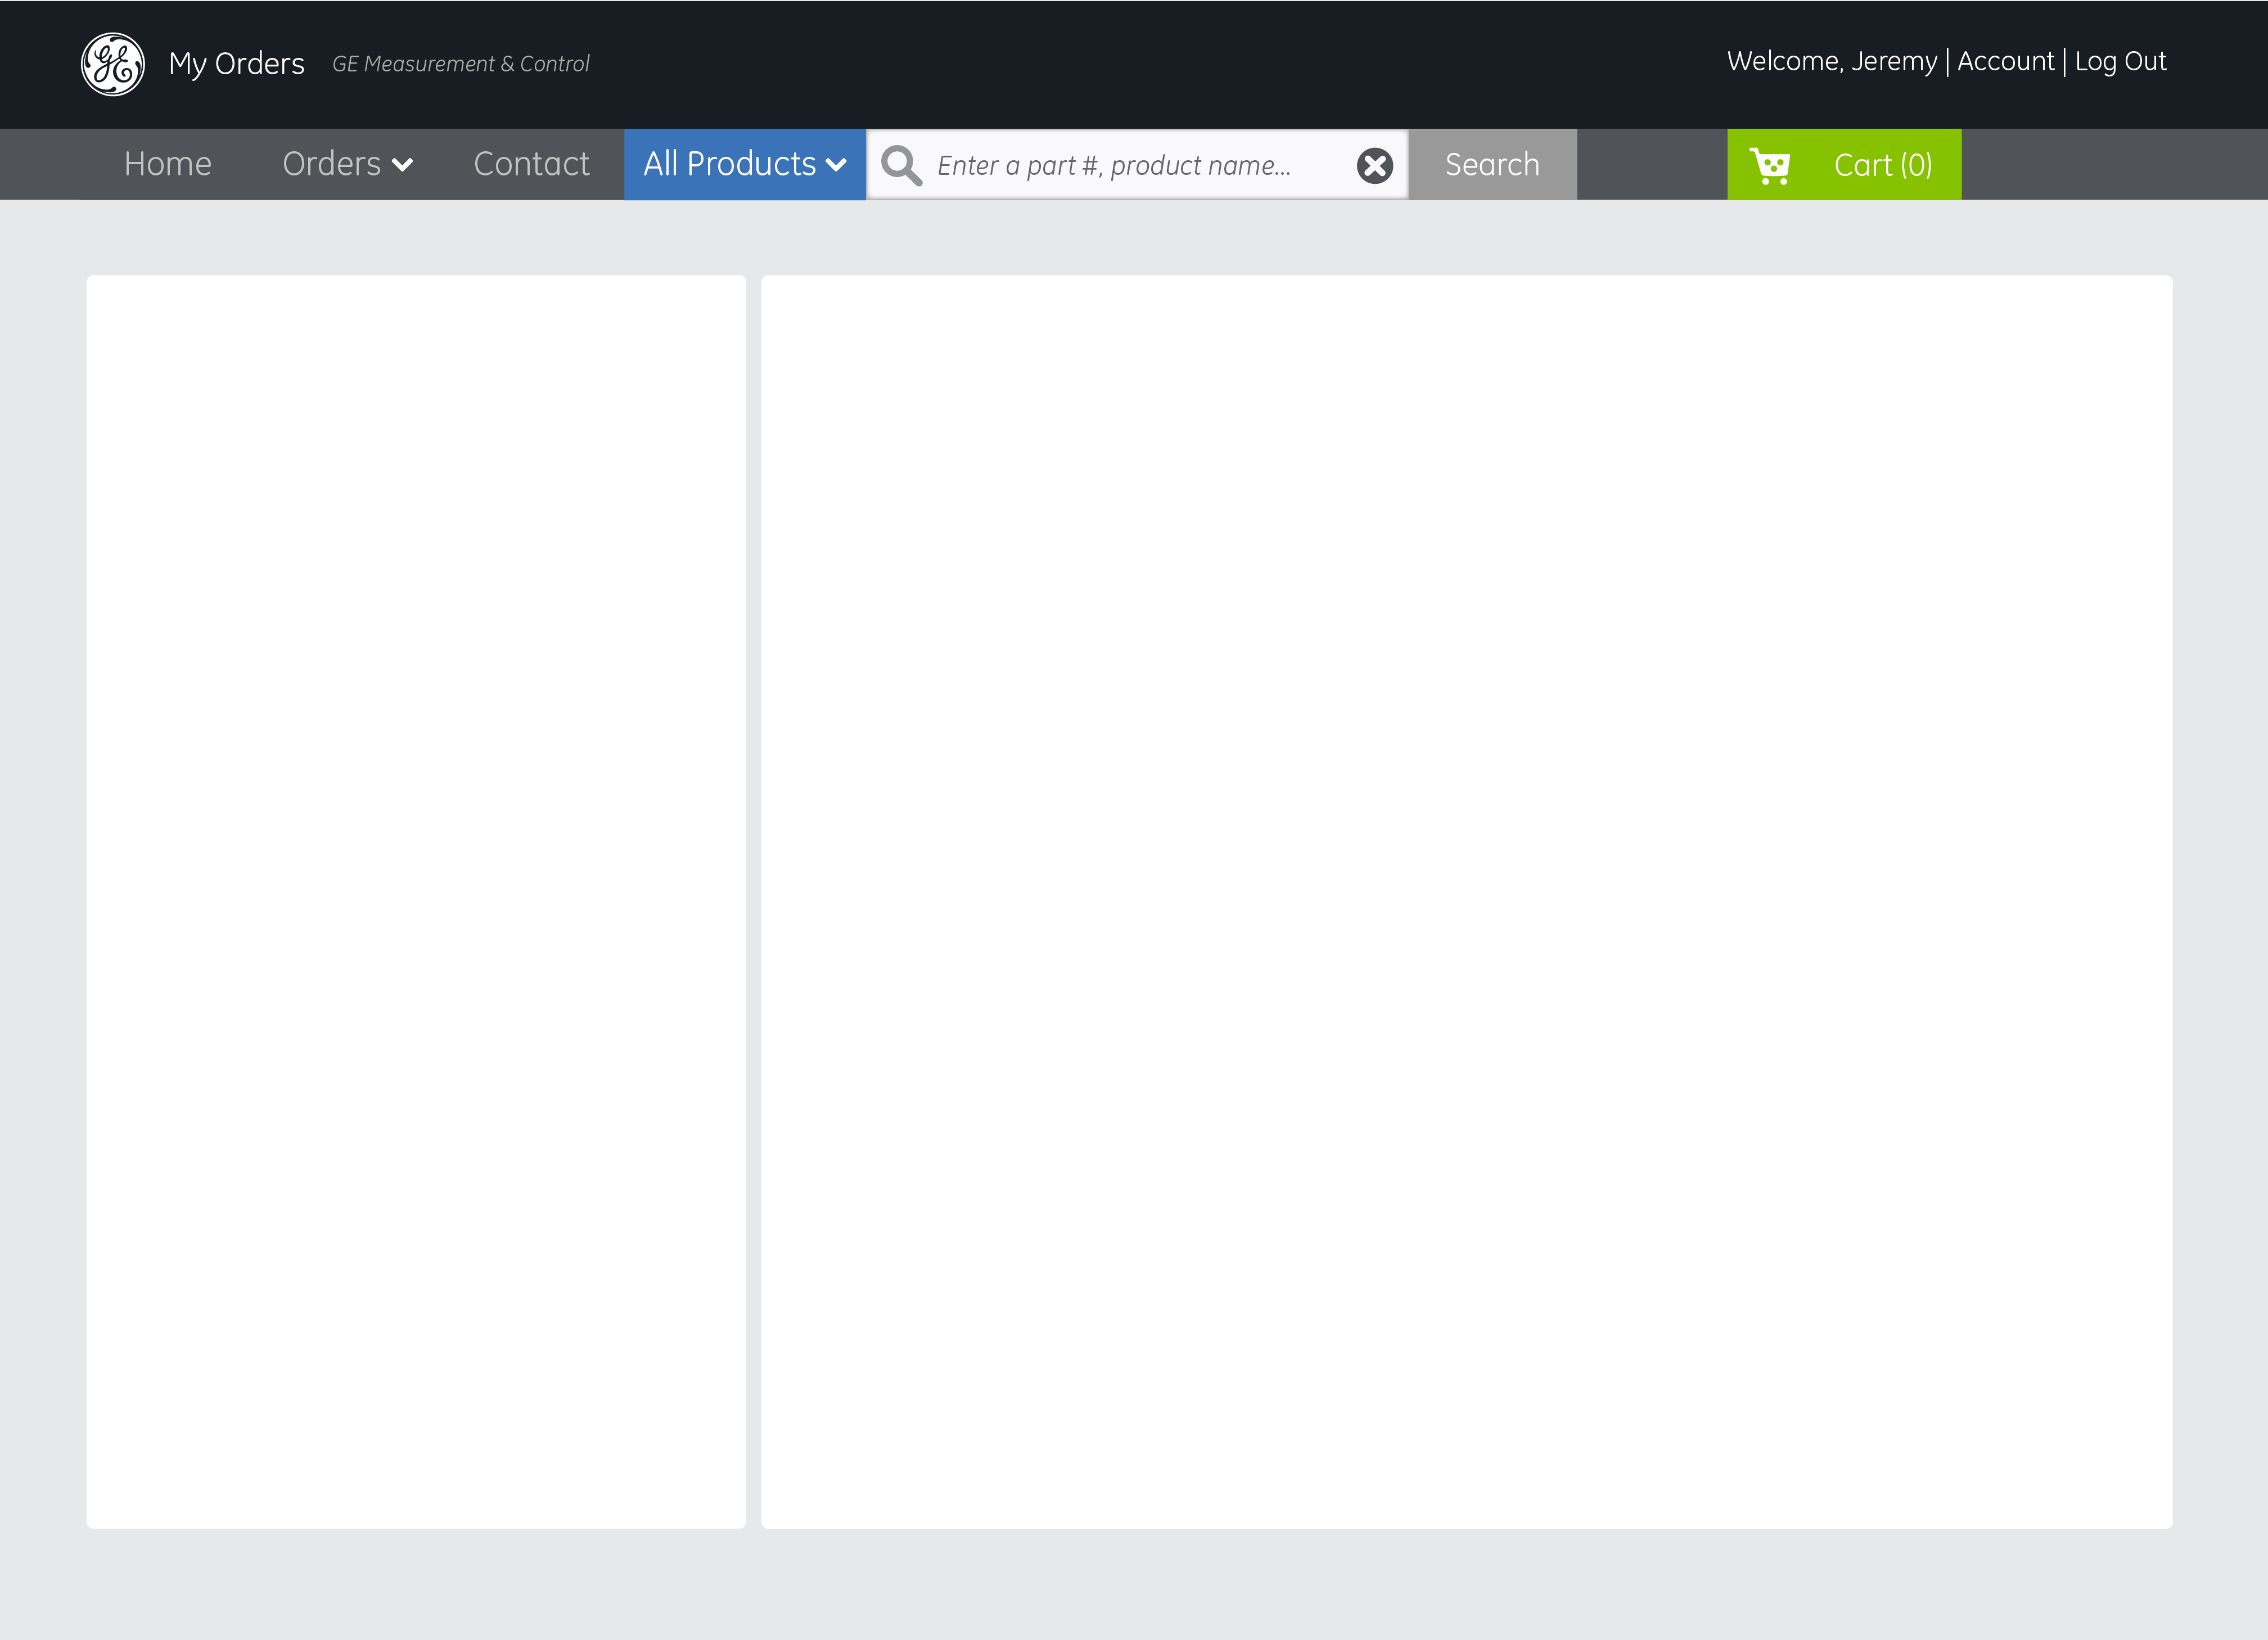 GE My Orders GE Measurement & Control Welcome, Jeremy | Account | Log Out
Home Orders Contact All Products Enter a part #, product name... Search Cart (0)